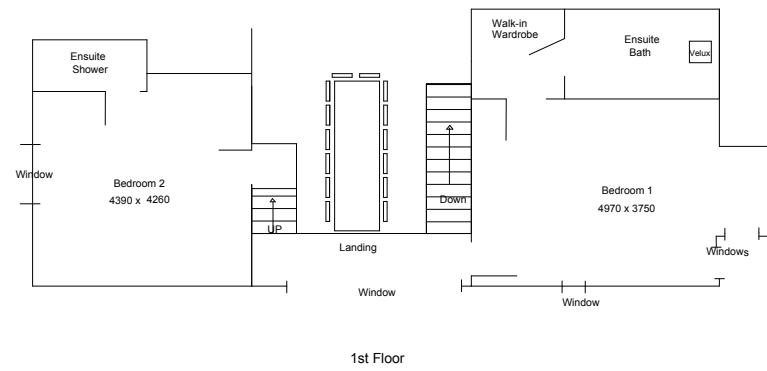 Ensuite
Shower
Walk-in
Wardrobe
Ensuite
Bath
Velux
Window
Bedroom 2
4390 x 4260
UP
Down
Bedroom 1
4970 x 3750
Landing
Windows
Window
Window
1st Floor